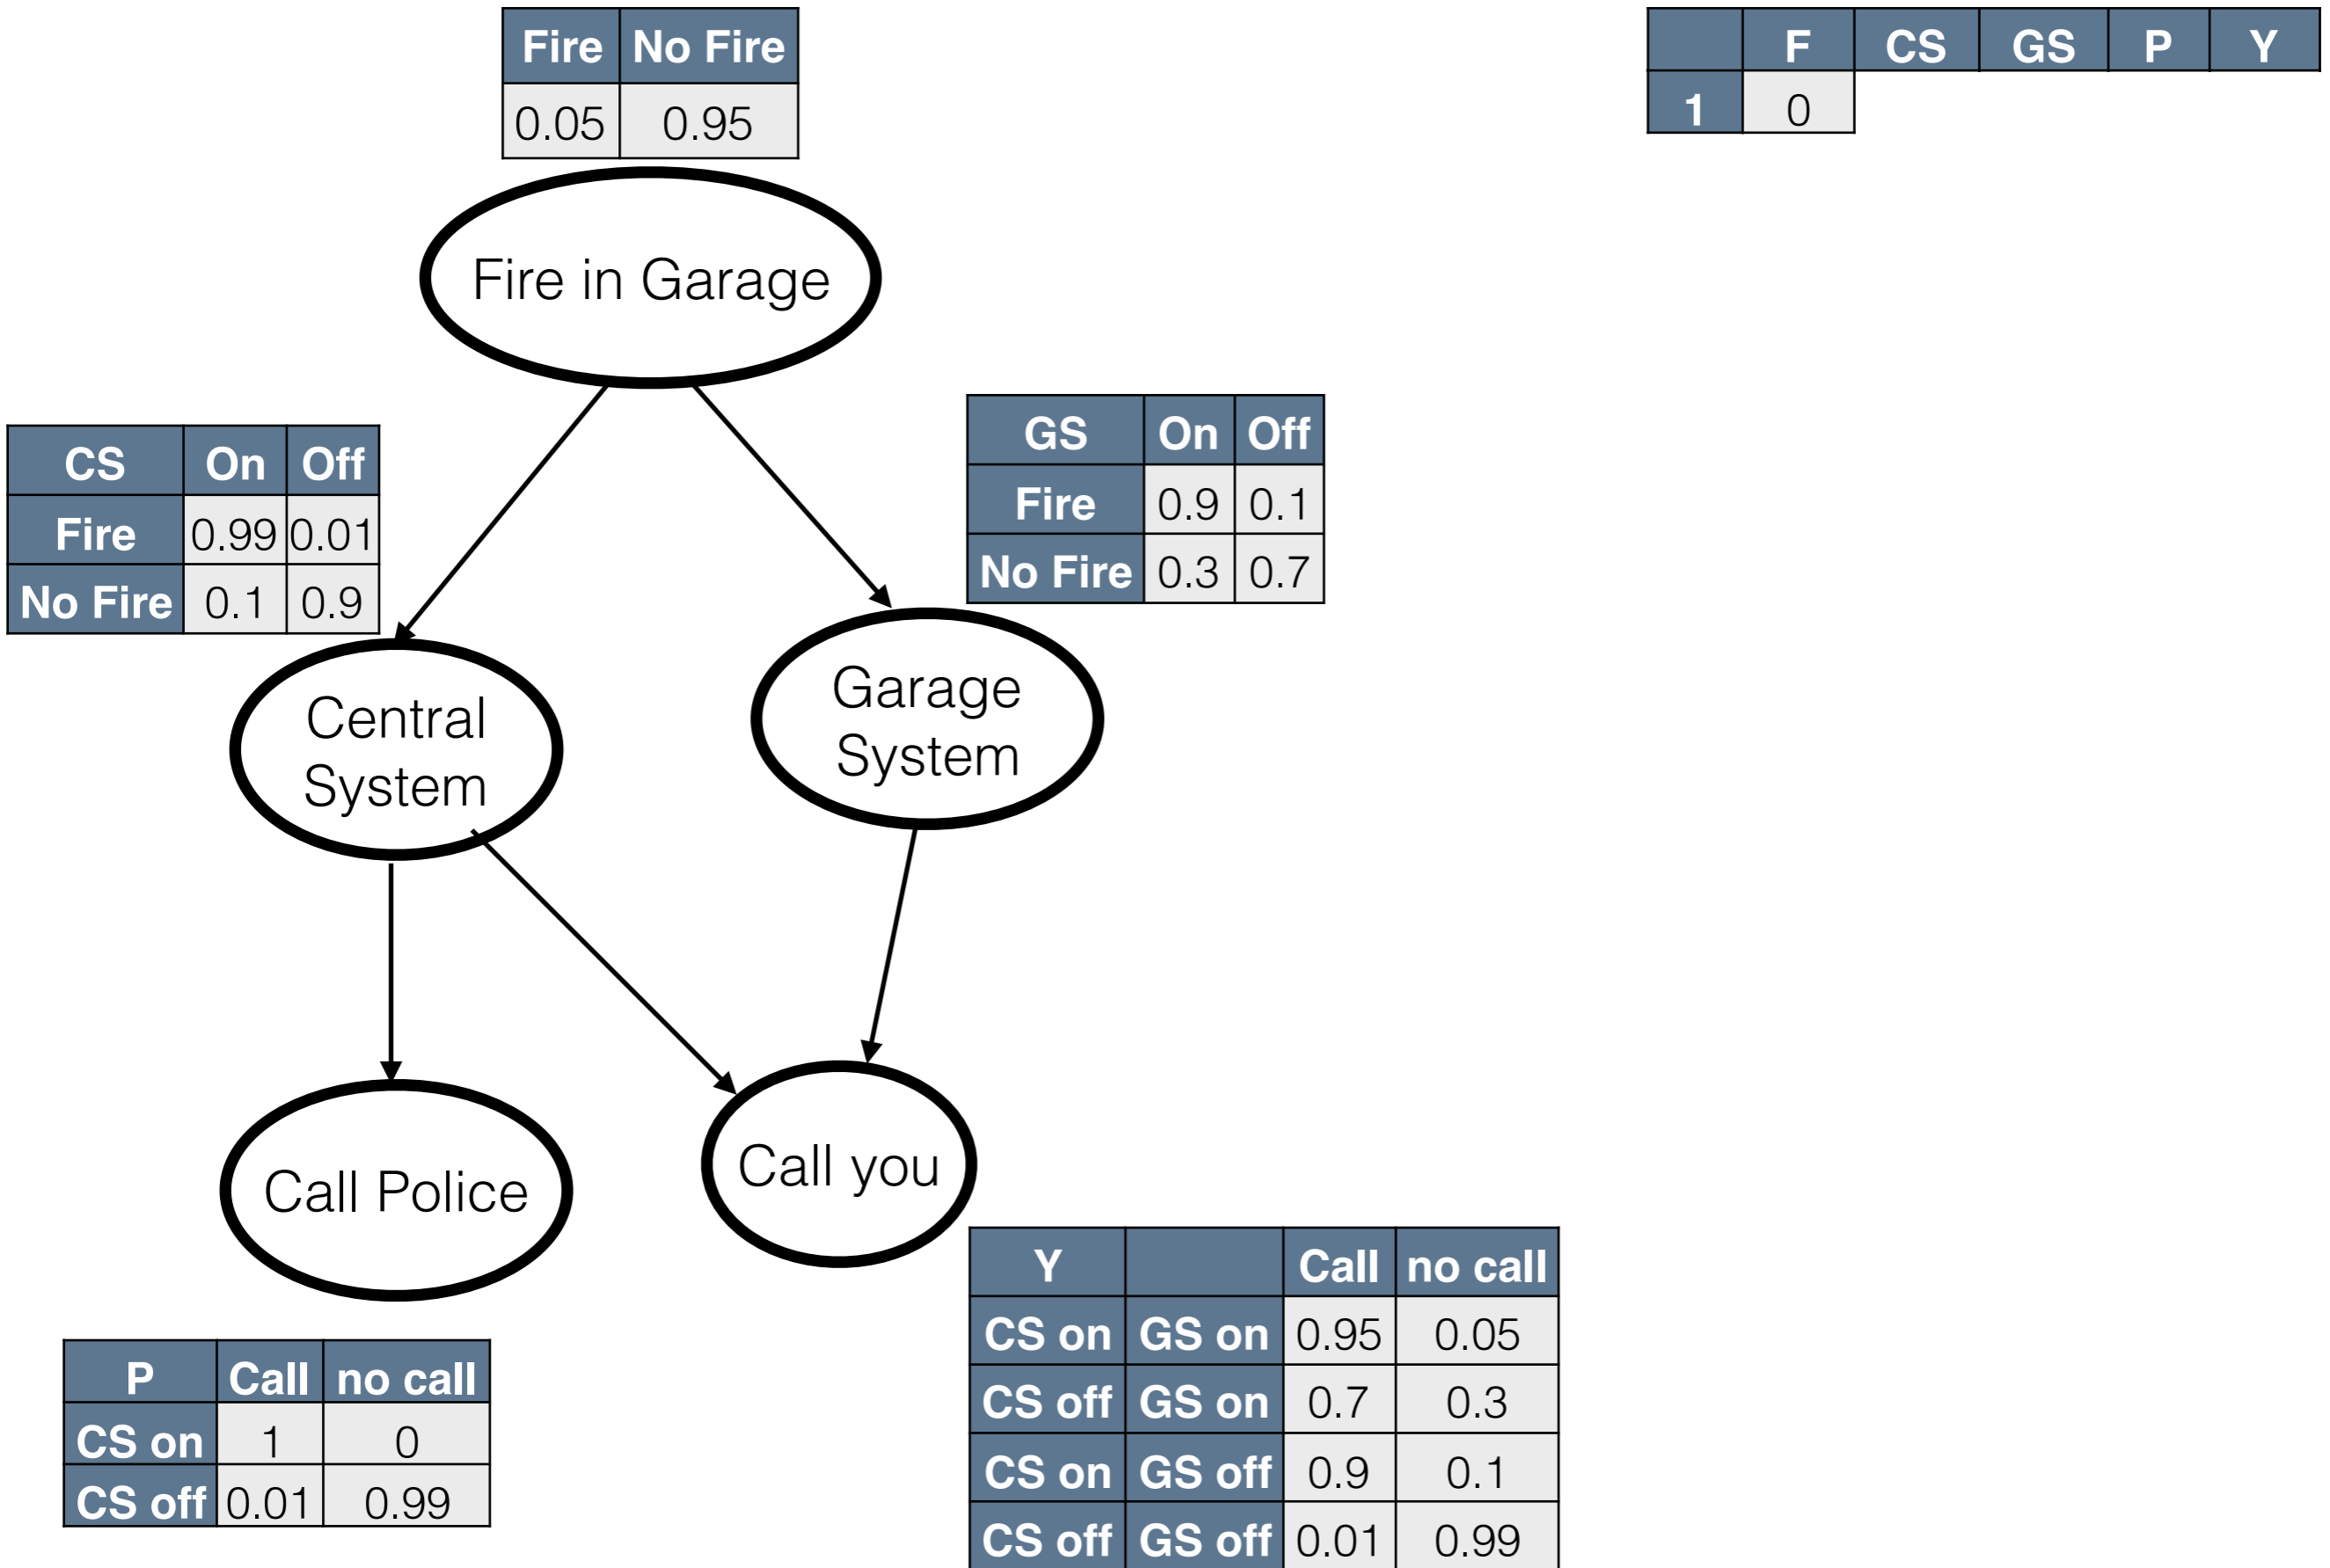 Fire No Fire
0.05 0.95
F CS GS P Y
1 0
Fire in Garage
CS On Off
Fire 0.99 0.01
No Fire 0.1 0.9
GS On Off
Fire 0.9 0.1
No Fire 0.3 0.7
Central
System
Garage
System
Call Police
Call you
P Call no call
CS on 1 0
CS off 0.01 0.99
Y Call no call
CS on GS on 0.95 0.05
CS off GS on 0.7 0.3
CS on GS off 0.9 0.1
CS off GS off 0.01 0.99